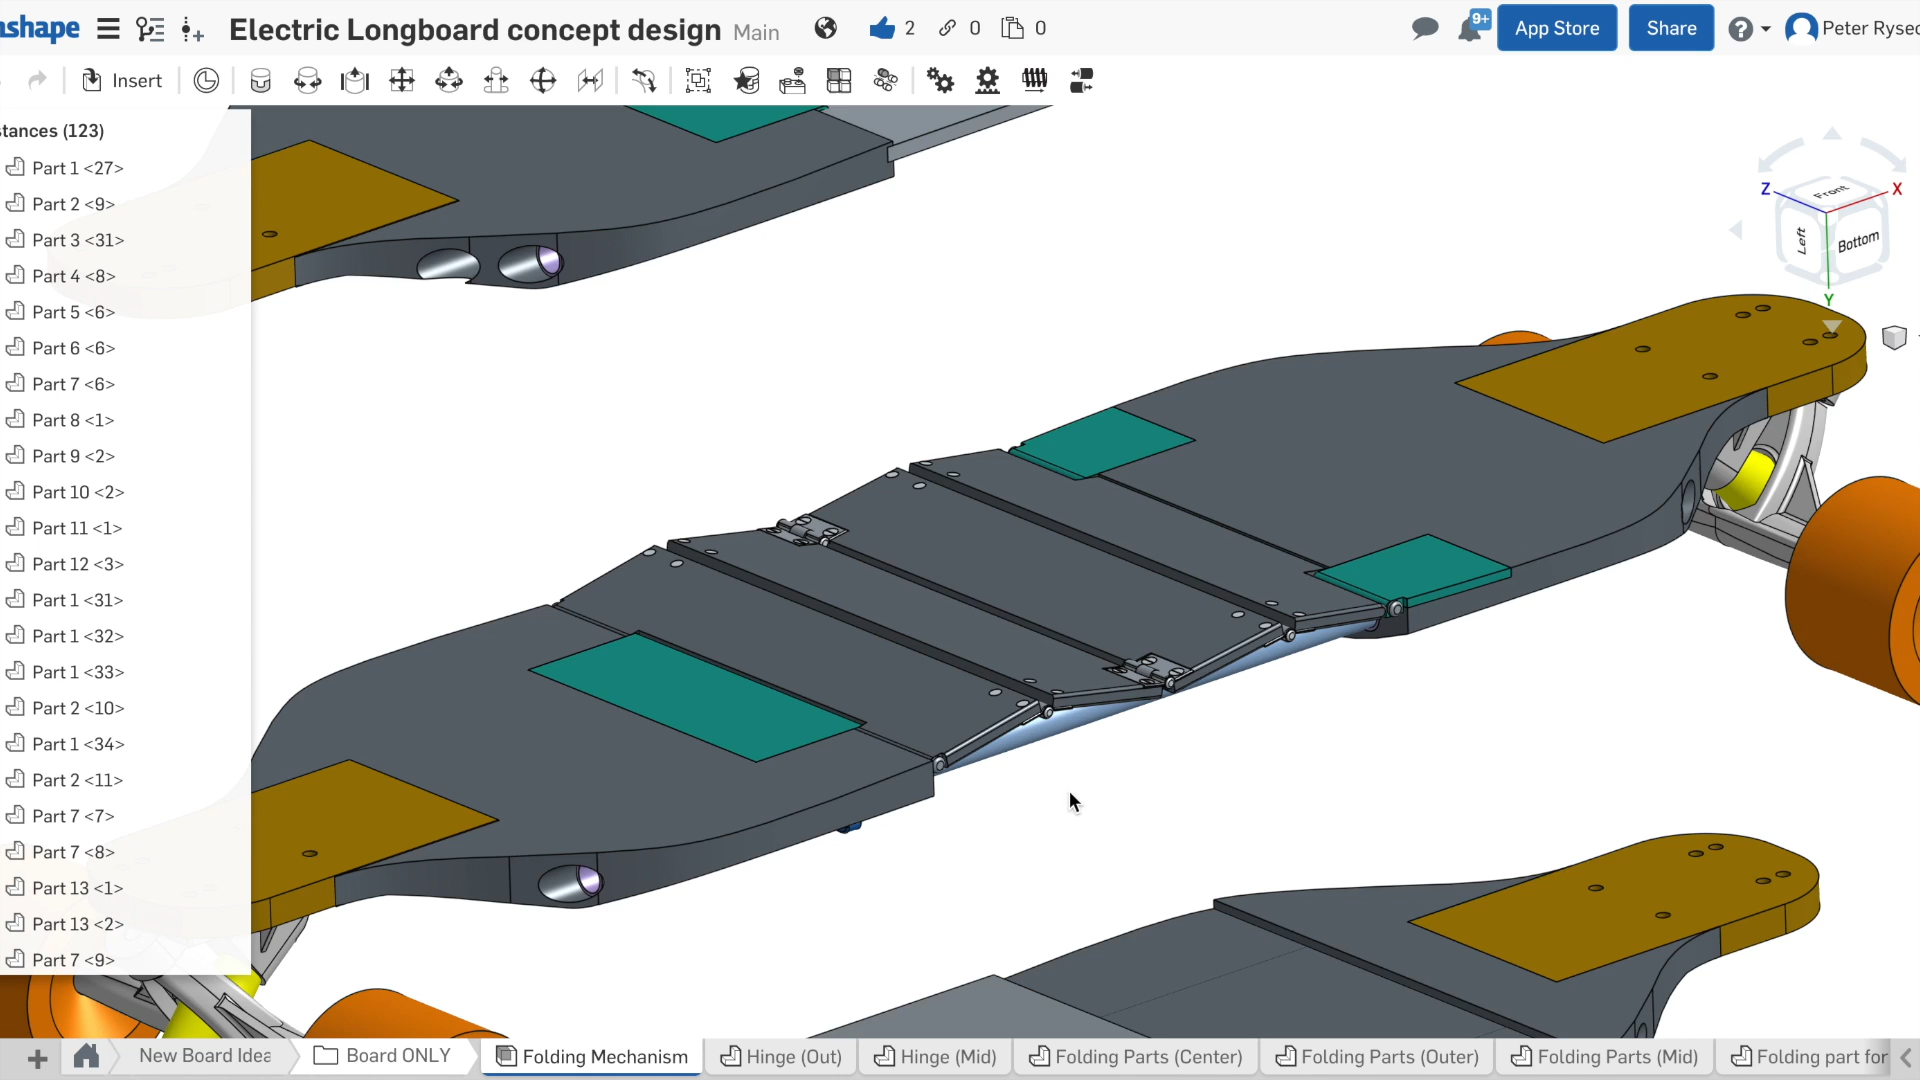 nshape Electric Longboard concept design Main 2 0 0 9+ App Store Share ? Peter Rysec
Insert
stances (123)
Part 1 <27>
Part 2 <9>
Part 3 <31>
Part 4 <8>
Part 5 <6>
Part 6 <6>
Part 7 <6>
Part 8 <1>
Part 9 <2>
Part 10 <2>
Part 11 <1>
Part 12 <3>
Part 1 <31>
Part 1 <32>
Part 1 <33>
Part 2 <10>
Part 1 <34>
Part 2 <11>
Part 7 <7>
Part 7 <8>
Part 13 <1>
Part 13 <2>
Part 7 <9>
Z X
Front
Left Bottom
Y
New Board Idea Board ONLY Folding Mechanism Hinge (Out) Hinge (Mid) Folding Parts (Center) Folding Parts (Outer) Folding Parts (Mid) Folding part for